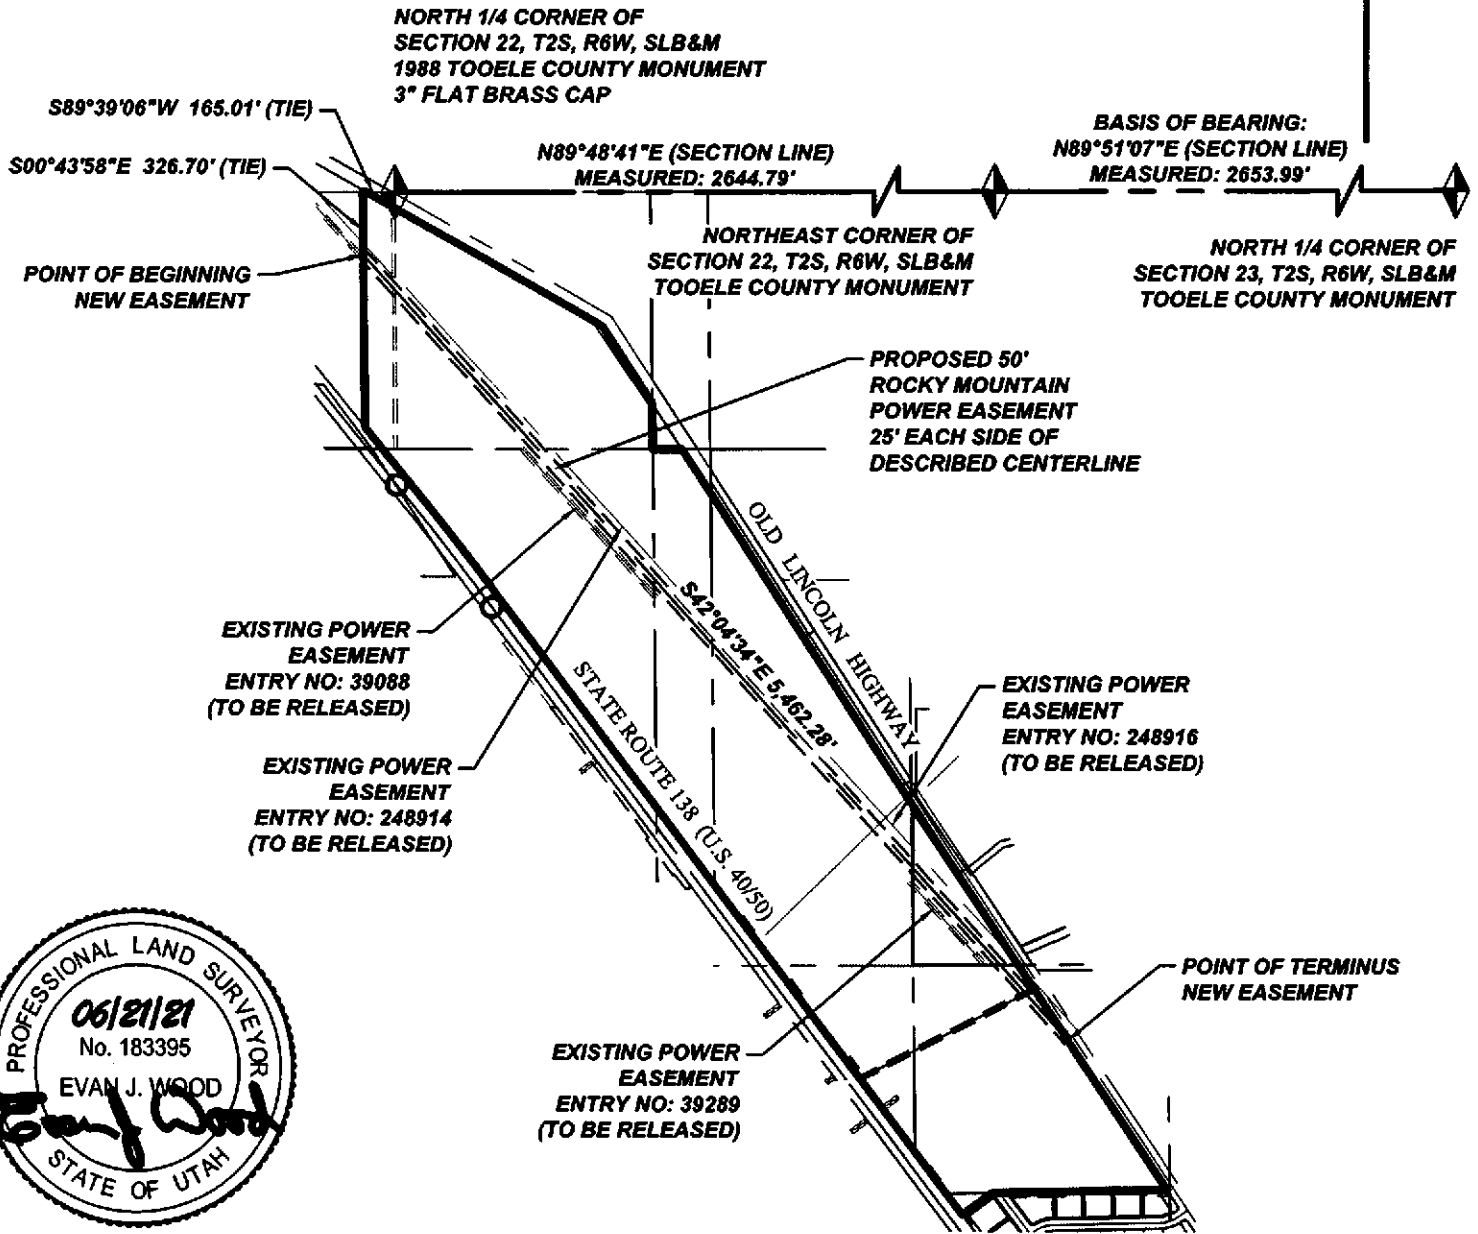 NORTH 1/4 CORNER OF
SECTION 22, T2S, R6W, SLB&M
1988 TOOELE COUNTY MONUMENT
3" FLAT BRASS CAP
S89°39'06"W 165.01' (TIE)
S00°43'58"E 326.70' (TIE)
N89°48'41"E (SECTION LINE)
MEASURED: 2644.79'
BASIS OF BEARING:
N89°51'07"E (SECTION LINE)
MEASURED: 2653.99'
POINT OF BEGINNING
NEW EASEMENT
NORTHEAST CORNER OF
SECTION 22, T2S, R6W, SLB&M
TOOELE COUNTY MONUMENT
NORTH 1/4 CORNER OF
SECTION 23, T2S, R6W, SLB&M
TOOELE COUNTY MONUMENT
PROPOSED 50'
ROCKY MOUNTAIN
POWER EASEMENT
25' EACH SIDE OF
DESCRIBED CENTERLINE
OLD LINCOLN HIGHWAY
S42°04'34"E 5,462.28'
STATE ROUTE 138 (U.S. 40/50)
EXISTING POWER
EASEMENT
ENTRY NO: 39088
(TO BE RELEASED)
EXISTING POWER
EASEMENT
ENTRY NO: 248914
(TO BE RELEASED)
EXISTING POWER
EASEMENT
ENTRY NO: 248916
(TO BE RELEASED)
POINT OF TERMINUS
NEW EASEMENT
EXISTING POWER
EASEMENT
ENTRY NO: 39289
(TO BE RELEASED)
PROFESSIONAL LAND SURVEYOR
06/21/21
No. 183395
EVAN J. WOOD
Evan J Wood
STATE OF UTAH